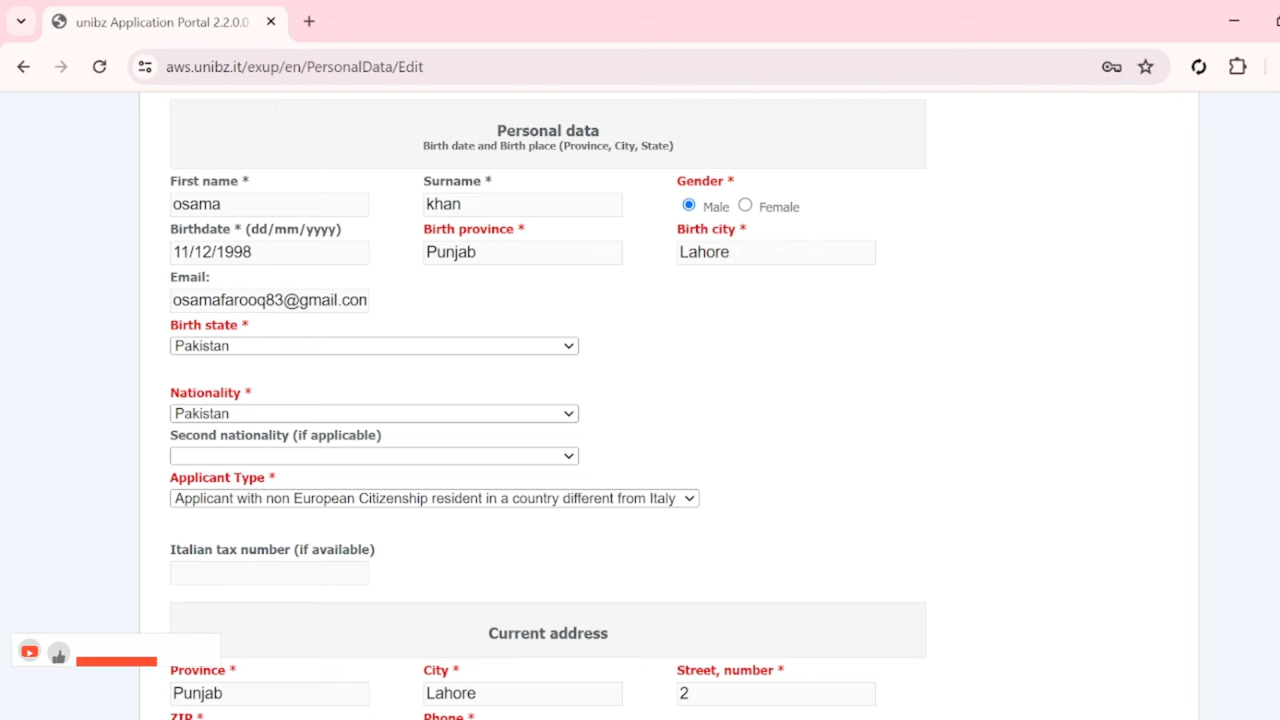 unibz Application Portal 2.2.0.0
aws.unibz.it/exup/en/PersonalData/Edit
Personal data
Birth date and Birth place (Province, City, State)
First name * Surname * Gender *
osama khan Male Female
Birthdate * (dd/mm/yyyy) Birth province * Birth city *
11/12/1998 Punjab Lahore
Email:
osamafarooq83@gmail.con
Birth state *
Pakistan
Nationality *
Pakistan
Second nationality (if applicable)
Applicant Type *
Applicant with non European Citizenship resident in a country different from Italy
Italian tax number (if available)
Current address
Province * City * Street, number *
Punjab Lahore 2
ZIP * Phone *